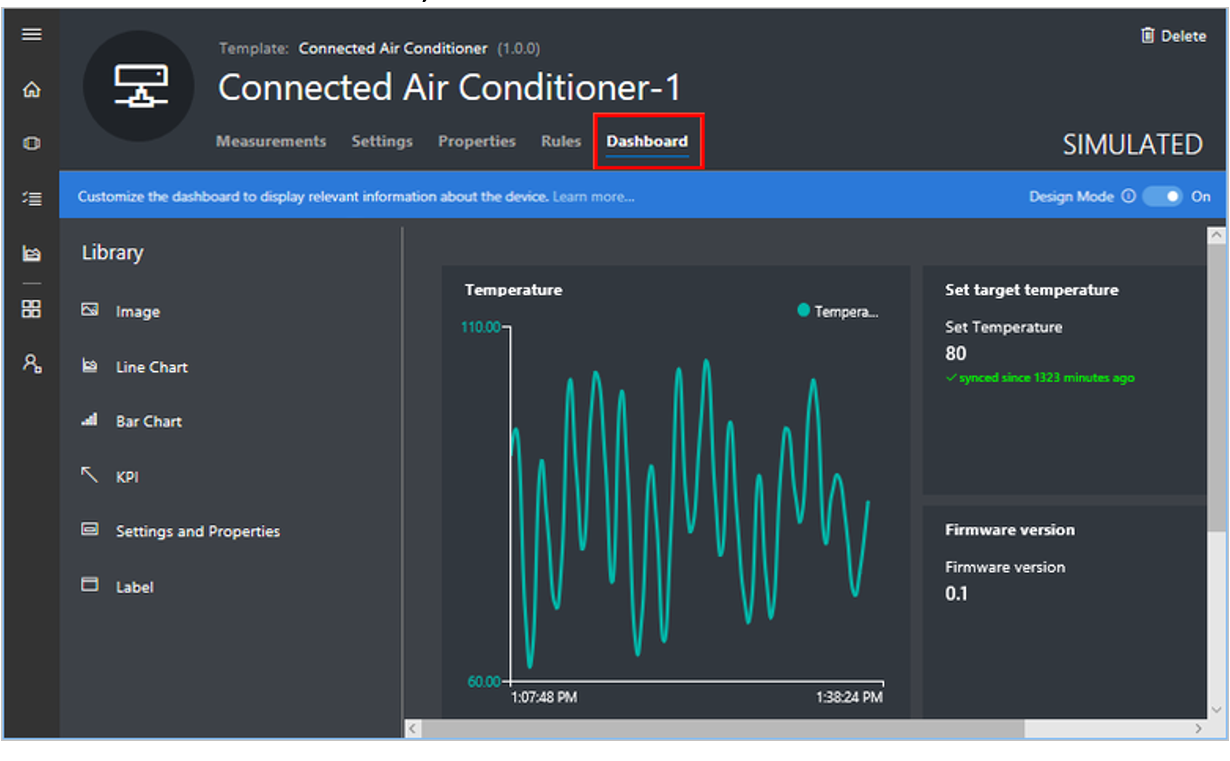 Template: Connected Air Conditioner (1.0.0)
Delete
Connected Air Conditioner-1
Measurements Settings Properties Rules Dashboard
SIMULATED
Customize the dashboard to display relevant information about the device. Learn more...
Design Mode On
Library
Image
Line Chart
Bar Chart
KPI
Settings and Properties
Label
Temperature
Tempera...
110.00
60.00
1:07:48 PM
1:38:24 PM
Set target temperature
Set Temperature
80
synced since 1323 minutes ago
Firmware version
Firmware version
0.1